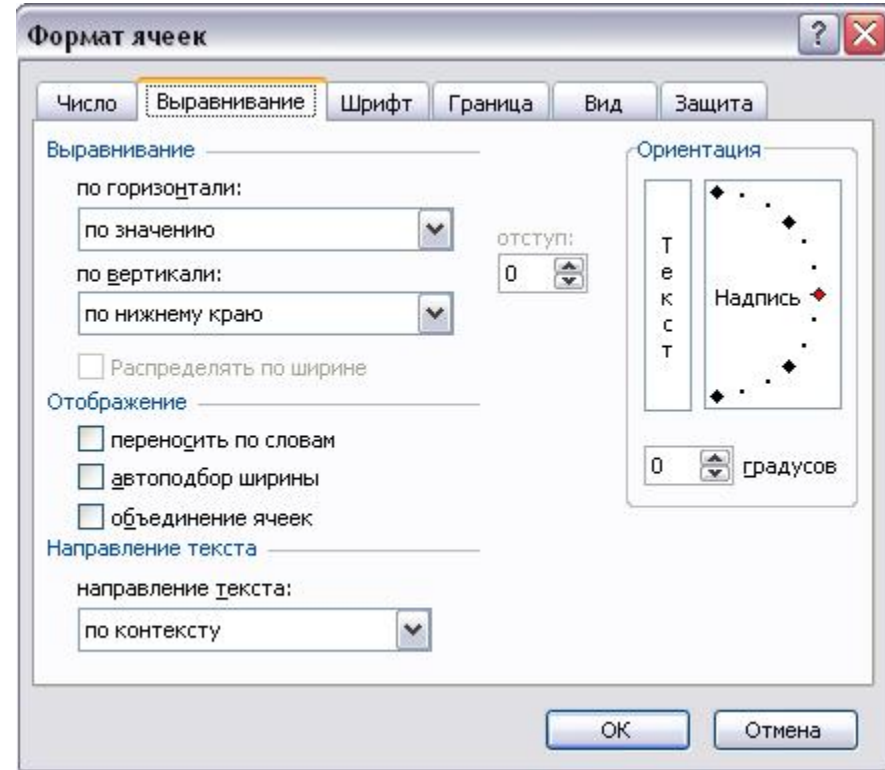 Формат ячеек
?
Число Выравнивание Шрифт Граница Вид Защита
Выравнивание
по горизонтали:
по значению
отступ:
0
по вертикали:
по нижнему краю
Распределять по ширине
Отображение
переносить по словам
автоподбор ширины
объединение ячеек
Направление текста
направление текста:
по контексту
Ориентация
Текст
Надпись
0 градусов
ОК Отмена